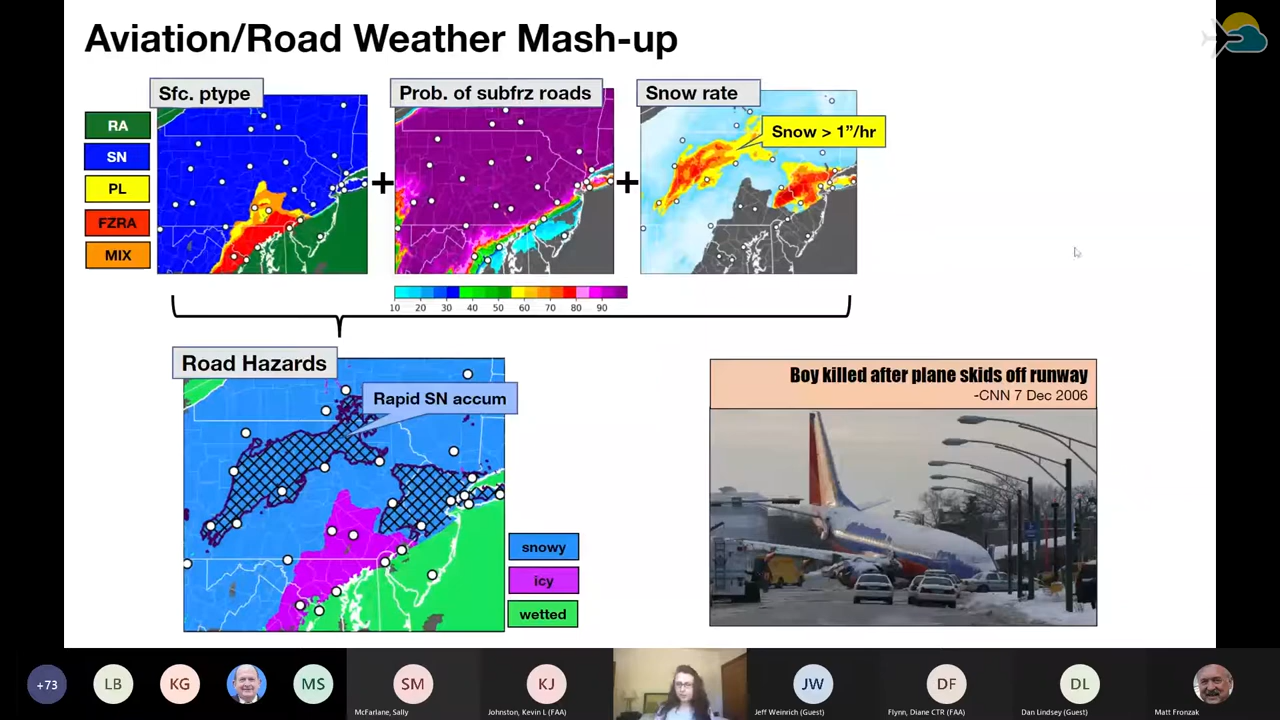 Aviation/Road Weather Mash-up
Sfc. ptype
Prob. of subfrz roads
Snow rate
RA
SN
PL
FZRA
MIX
+
+
Snow > 1”/hr
10 20 30 40 50 60 70 80 90
Road Hazards
Rapid SN accum
snowy
icy
wetted
Boy killed after plane skids off runway
-CNN 7 Dec 2006
+73
LB
KG
MS
SM
McFarlane, Sally
KJ
Johnston, Kevin L (FAA)
JW
Jeff Weinrich (Guest)
DF
Flynn, Diane CTR (FAA)
DL
Dan Lindsey (Guest)
Matt Fronzak